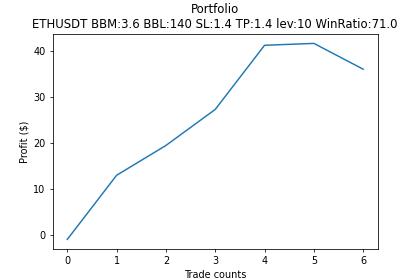 Portfolio
ETHUSDT BBM:3.6 BBL:140 SL:1.4 TP:1.4 lev:10 WinRatio:71.0
40
30
20
10
0
Profit ($)
0 1 2 3 4 5 6
Trade counts